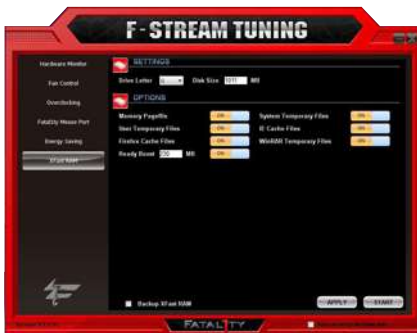 F-STREAM TUNING
Hardware Monitor
Fan Control
Overclocking
Fatal1ty Mouse Port
Energy Saving
XFast RAM
SETTINGS
Drive Letter
Disk Size 1011 MB
OPTIONS
Memory Pagefile ON System Temporary Files ON
User Temporary Files ON IE Cache Files ON
Firefox Cache Files ON WinRAR Temporary Files ON
Ready Boost MB ON
Backup XFast RAM
APPLY START
FATAL1TY